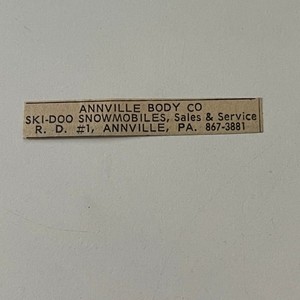 ANNVILLE BODY CO
SKI-DOO SNOWMOBILES, Sales & Service
R. D. #1, ANNVILLE, PA. 867-3881